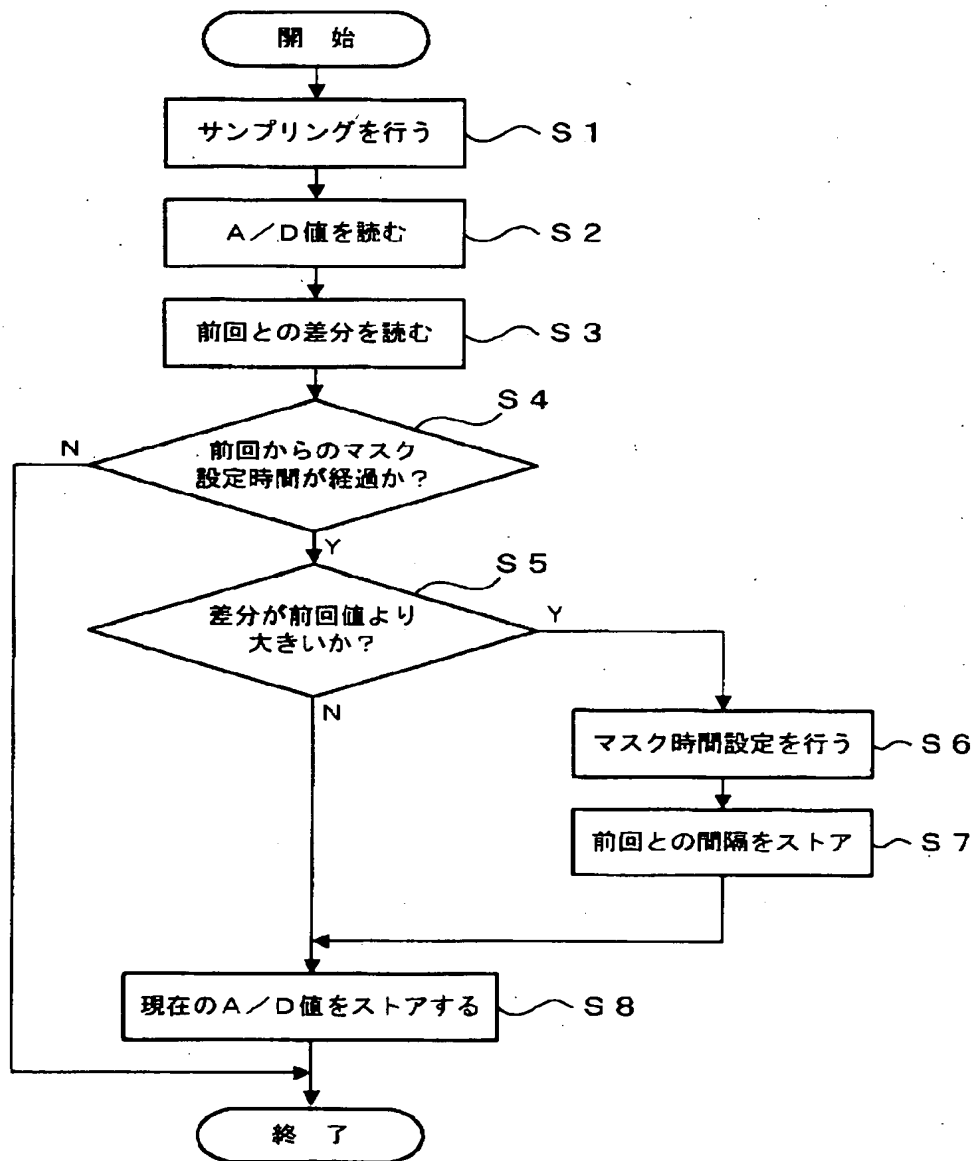 開 始
サンプリングを行う
S1
A/D値を読む
S2
前回との差分を読む
S3
S4
N
前回からのマスク
設定時間が経過か?
Y
S5
差分が前回値より
大きいか?
Y
N
マスク時間設定を行う
S6
前回との間隔をストア
S7
現在のA/D値をストアする
S8
終 了